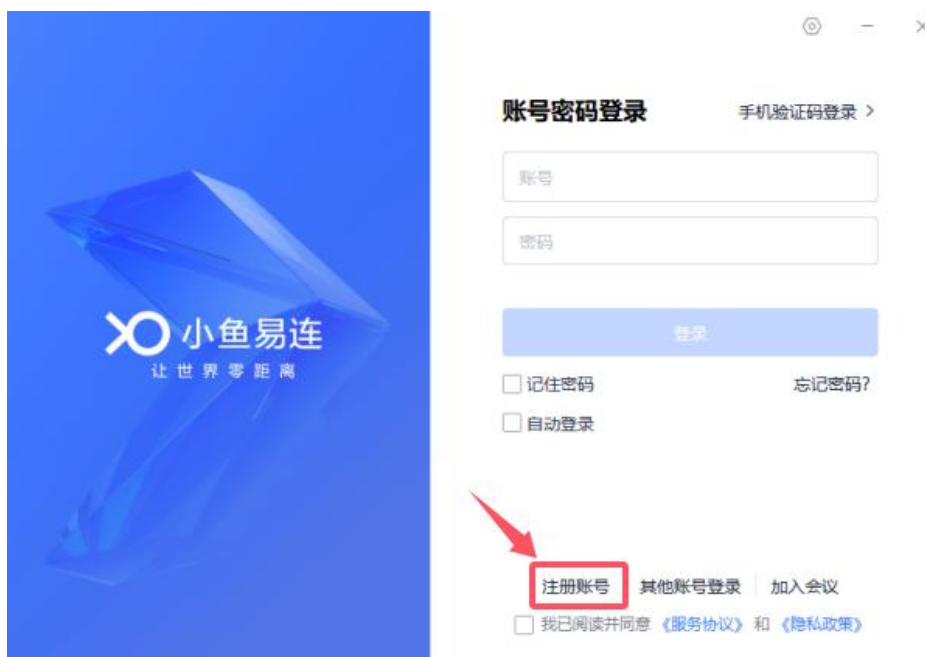 账号密码登录 手机验证码登录 >
账号
密码
小鱼易连
让世界零距离
登录
记住密码 忘记密码?
自动登录
注册账号 其他账号登录 加入会议
我已阅读并同意 《服务协议》 和 《隐私政策》